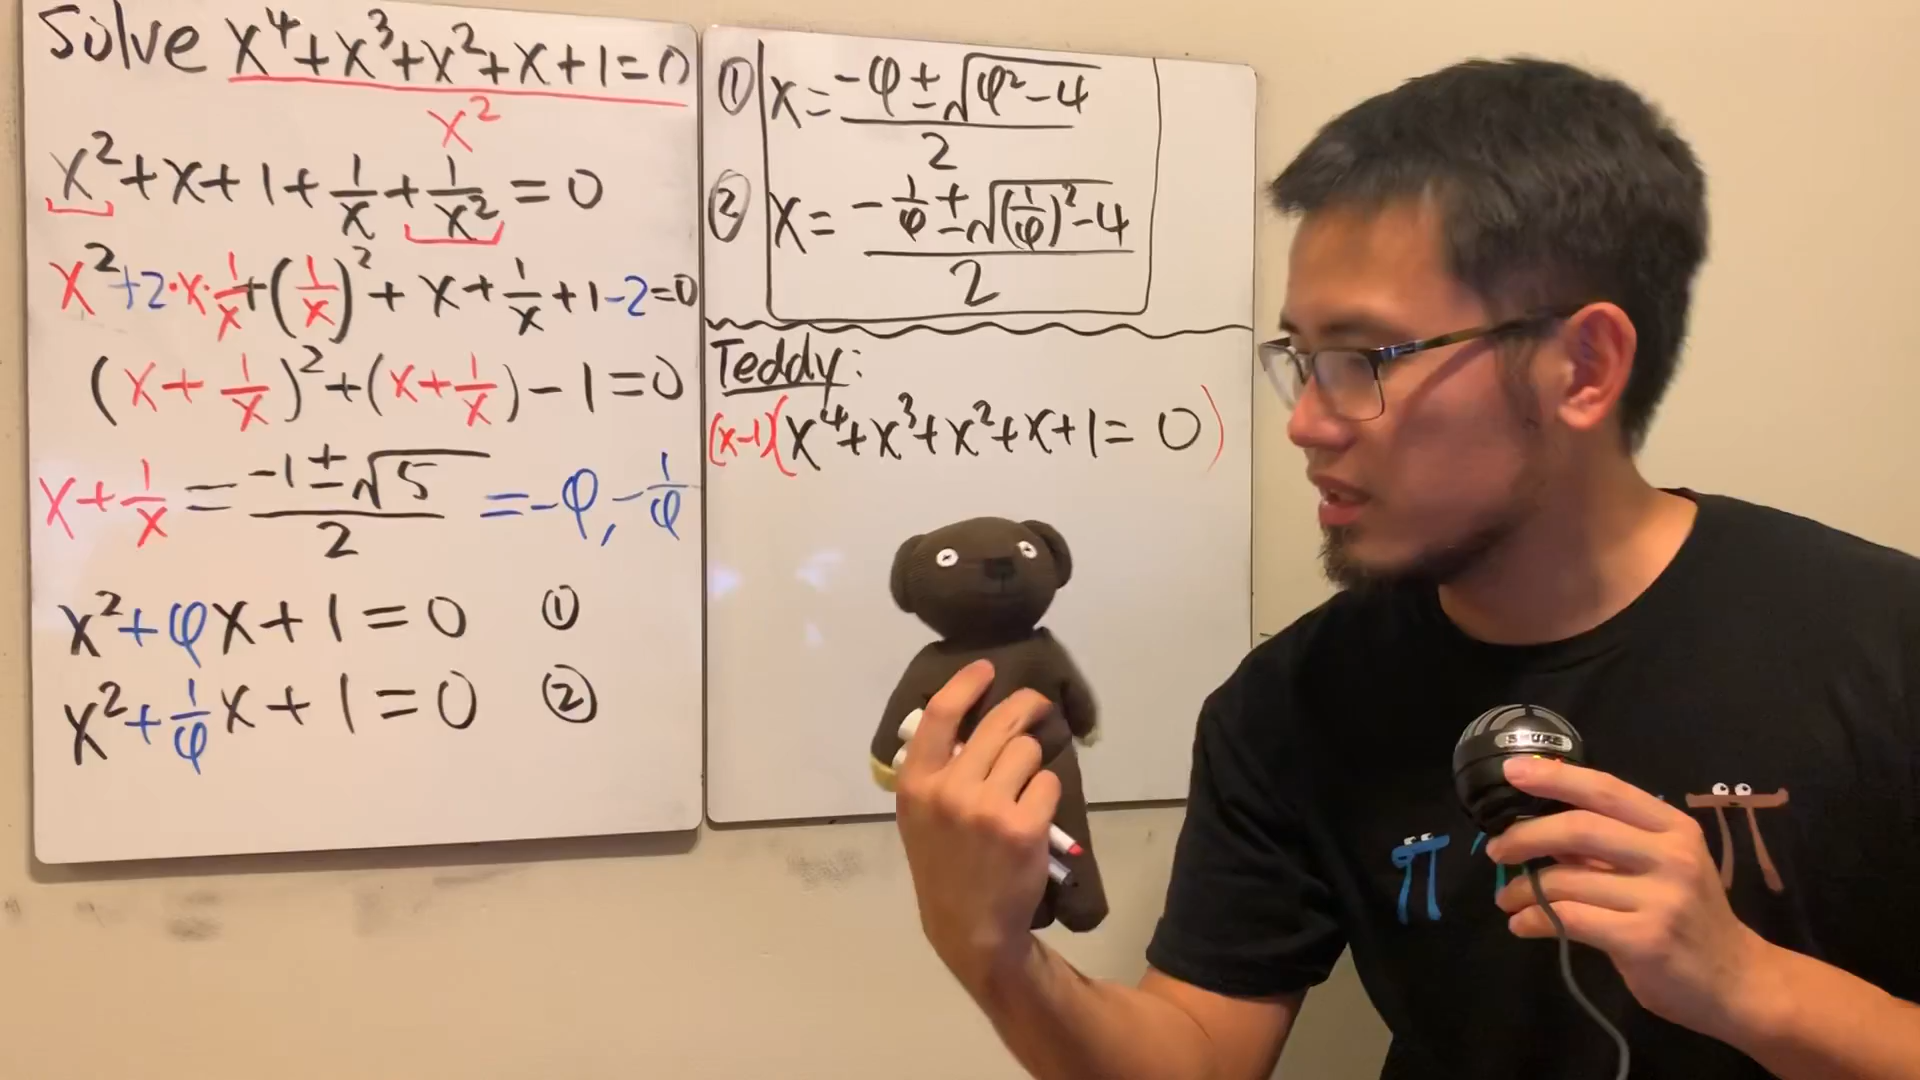 Solve x⁴+x³+x²+x+1=0
x²
x²+x+1+1/x+1/x²=0
x²+2·x·1/x+(1/x)²+x+1/x+1-2=0
(x+1/x)²+(x+1/x)-1=0
x+1/x=(-1±√5)/2=-φ,-1/φ
x²+φx+1=0 ①
x²+1/φx+1=0 ②
① x=(-φ±√(φ²-4))/2
② x=(-1/φ±√((1/φ)²-4))/2
Teddy:
(x-1)(x⁴+x³+x²+x+1=0)
SHURE